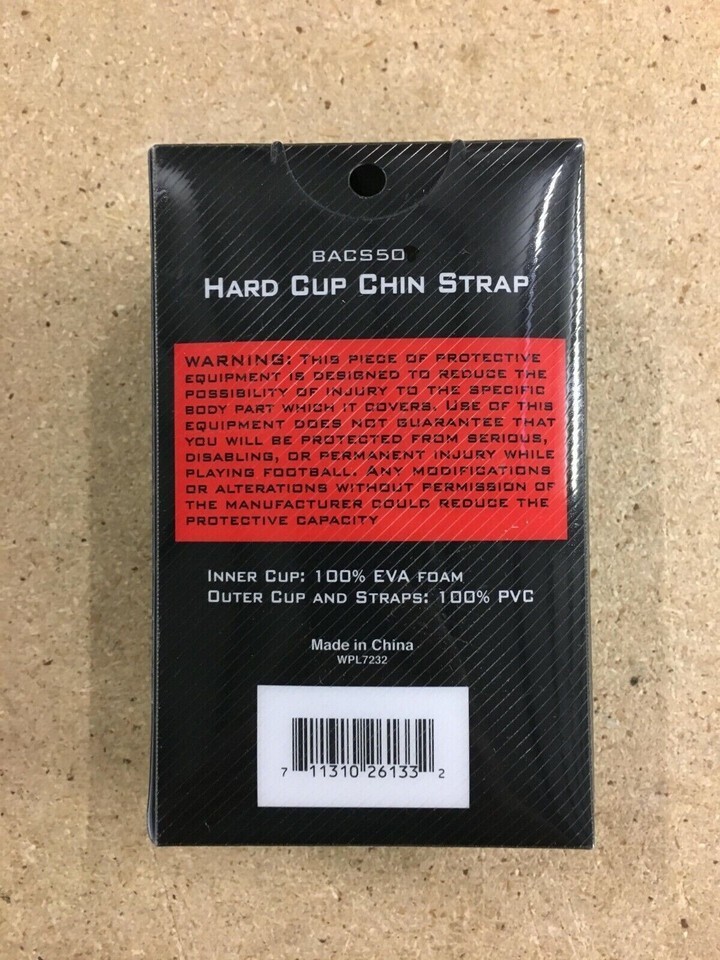 BACS50
HARD CUP CHIN STRAP
WARNING: THIS PIECE OF PROTECTIVE
EQUIPMENT IS DESIGNED TO REDUCE THE
POSSIBILITY OF INJURY TO THE SPECIFIC
BODY PART WHICH IT COVERS. USE OF THIS
EQUIPMENT DOES NOT GUARANTEE THAT
YOU WILL BE PROTECTED FROM SERIOUS,
DISABLING, OR PERMANENT INJURY WHILE
PLAYING FOOTBALL. ANY MODIFICATIONS
OR ALTERATIONS WITHOUT PERMISSION OF
THE MANUFACTURER COULD REDUCE THE
PROTECTIVE CAPACITY
INNER CUP: 100% EVA FOAM
OUTER CUP AND STRAPS: 100% PVC
Made in China
WPL7232
7 11310 26133 2